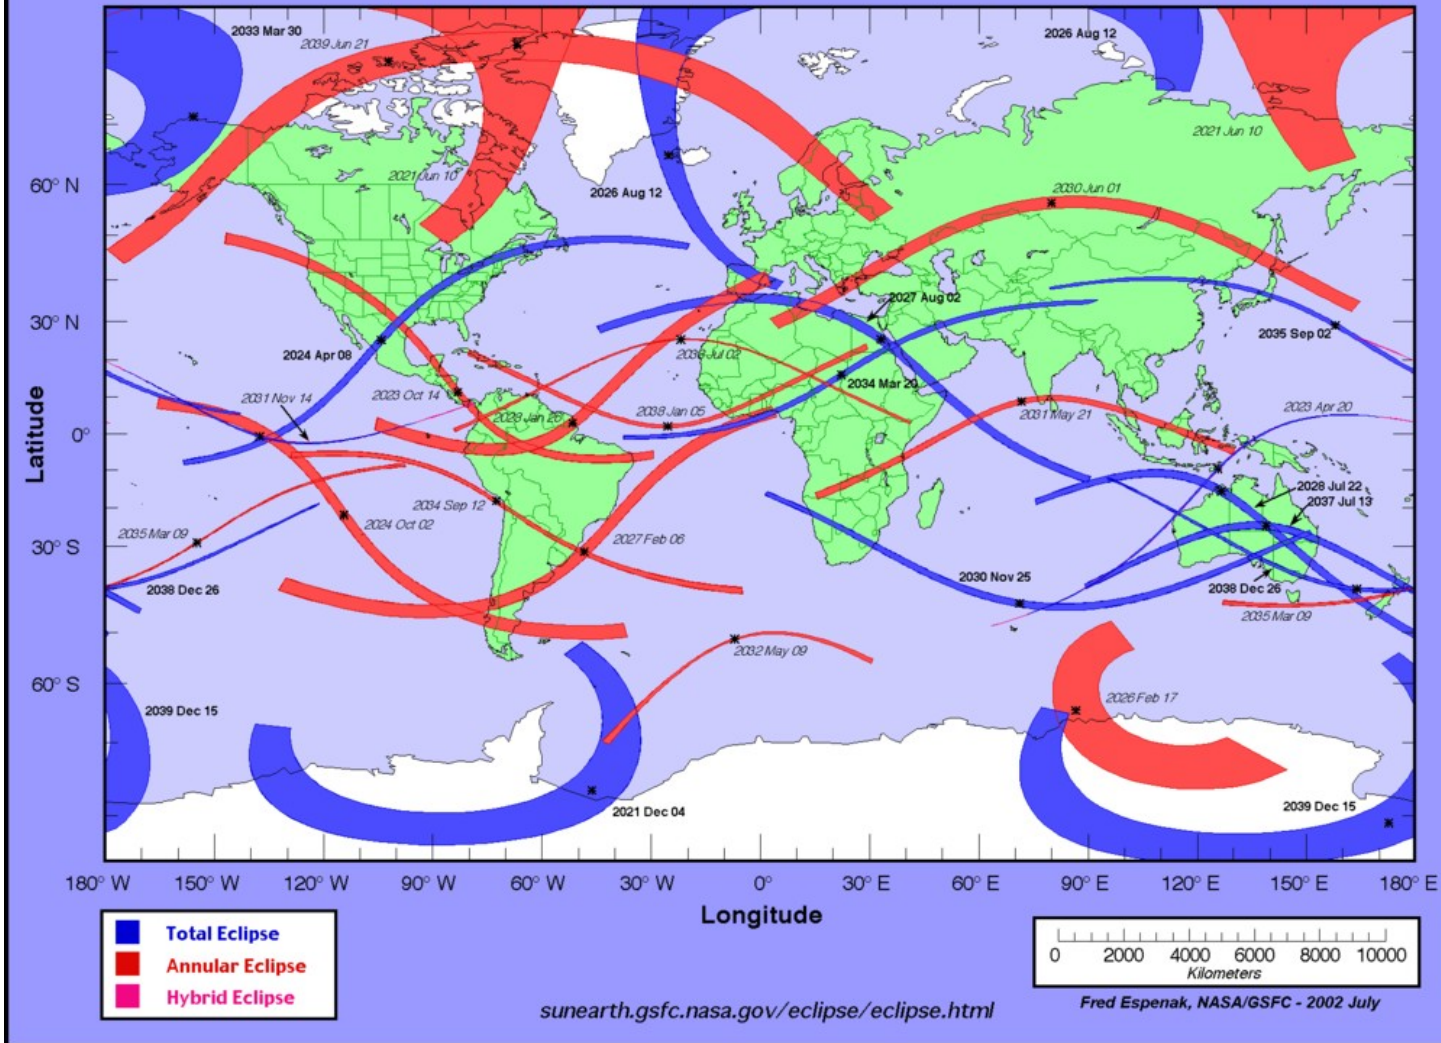 2033 Mar 30
2039 Jun 21
2026 Aug 12
2021 Jun 10
2021 Jun 10
60° N
2026 Aug 12
2030 Jun 01
2027 Aug 02
30° N
2035 Sep 02
2024 Apr 08
2036 Jul 02
2034 Mar 20
2031 Nov 14
2023 Oct 14
2028 Jan 26
2038 Jan 05
2031 May 21
2023 Apr 20
0°
Latitude
2028 Jul 22
2037 Jul 13
2034 Sep 12
2024 Oct 02
2035 Mar 09
2027 Feb 06
30° S
2038 Dec 26
2030 Nov 25
2038 Dec 26
2035 Mar 09
2032 May 09
60° S
2039 Dec 15
2026 Feb 17
2021 Dec 04
2039 Dec 15
180° W 150° W 120° W 90° W 60° W 30° W 0° 30° E 60° E 90° E 120° E 150° E 180° E
Longitude
Total Eclipse
Annular Eclipse
Hybrid Eclipse
0 2000 4000 6000 8000 10000
Kilometers
sunearth.gsfc.nasa.gov/eclipse/eclipse.html
Fred Espenak, NASA/GSFC - 2002 July